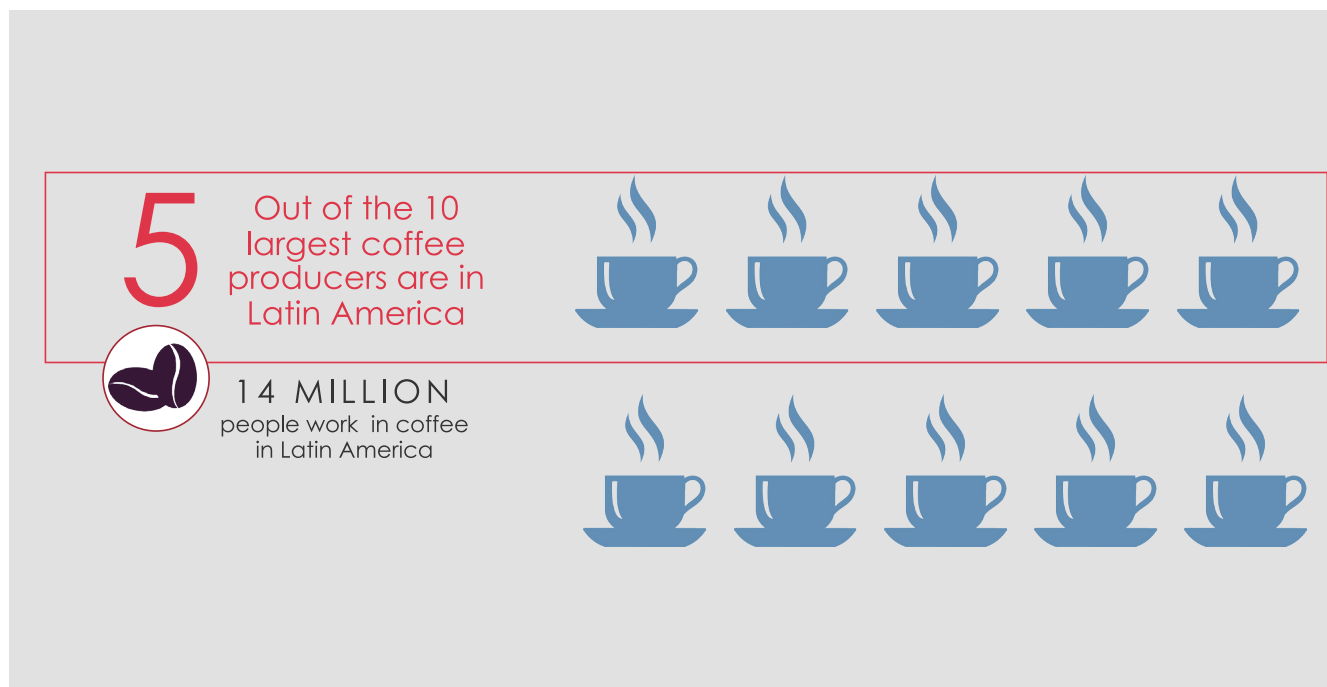 5
Out of the 10
largest coffee
producers are in
Latin America
14 MILLION
people work in coffee
in Latin America